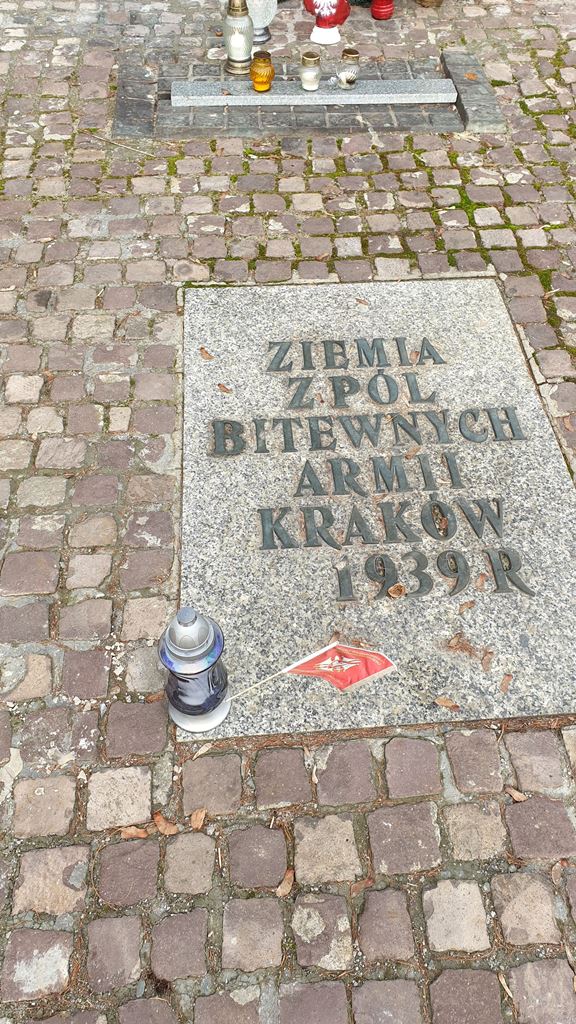 ZIEMIA
Z PÓL
BITEWNYCH
ARMII
KRAKÓW
1939 R